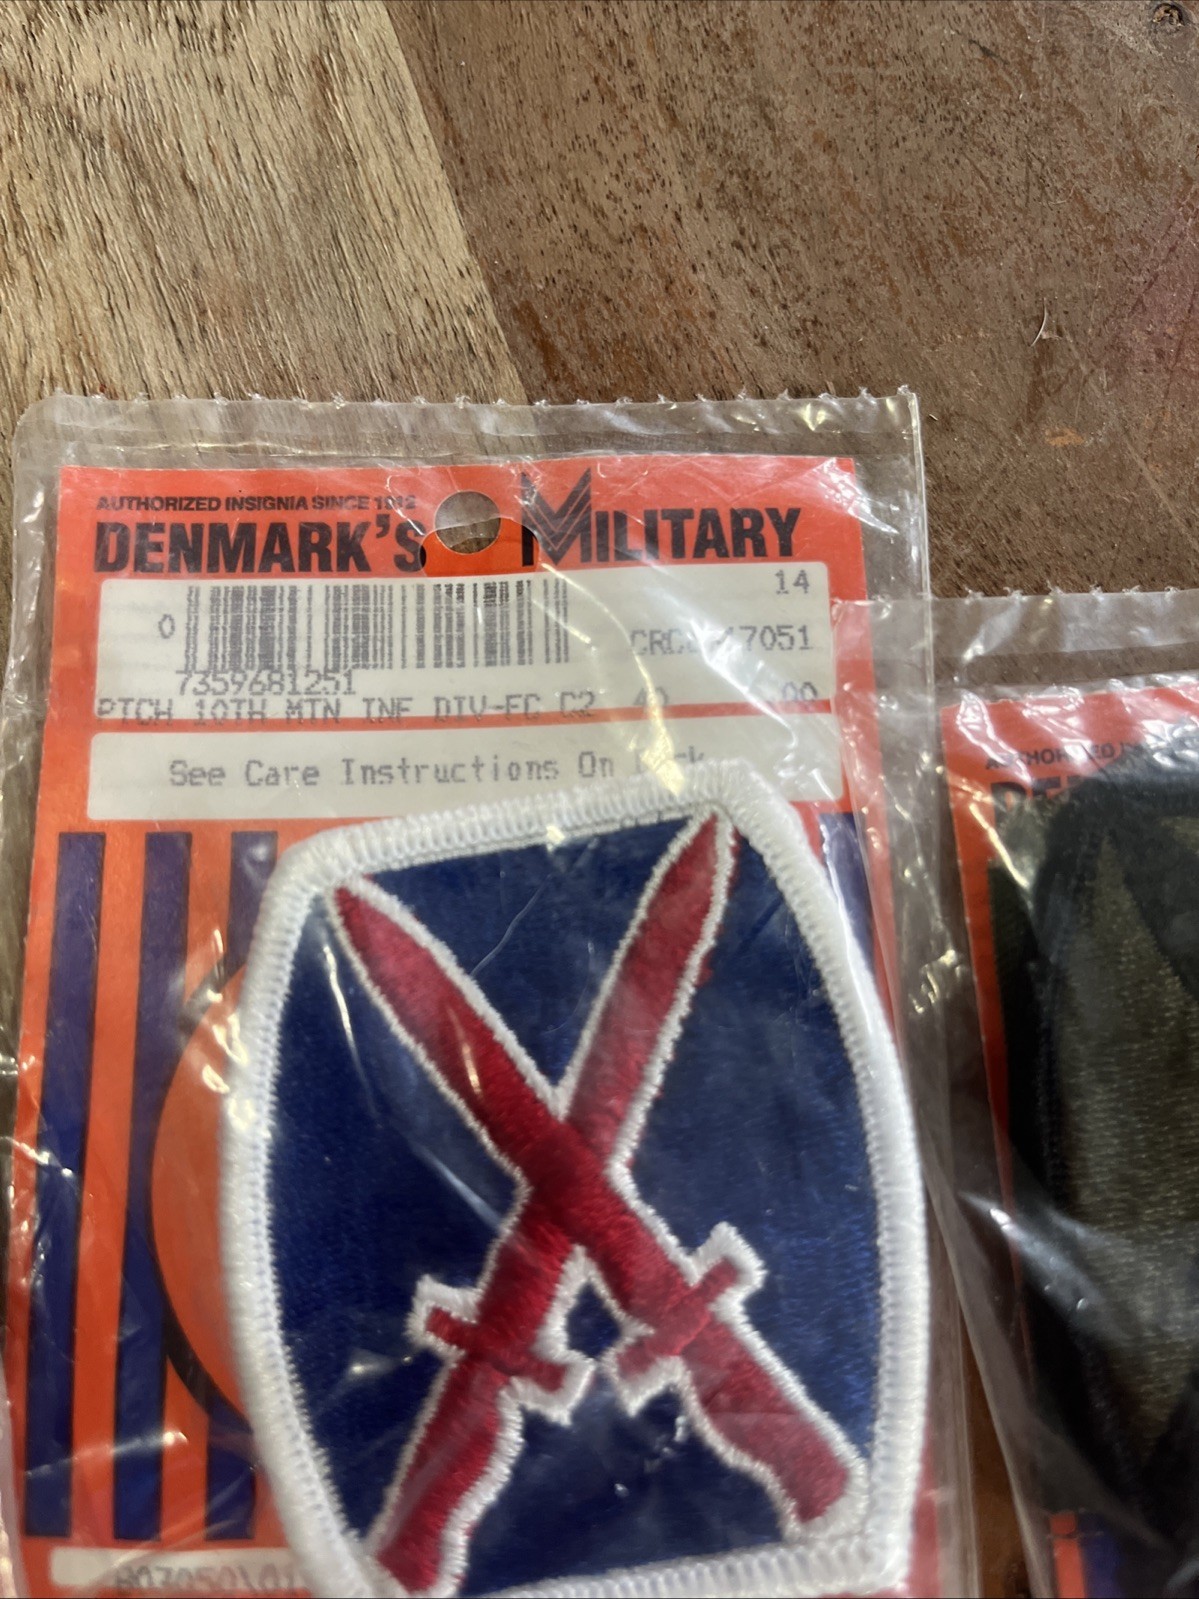 AUTHORIZED INSIGNIA SINCE
DENMARK'S MILITARY
14
0
7051
7359681251
PTCH 10TH MTN INF DIV-FC C2
See Care Instructions On